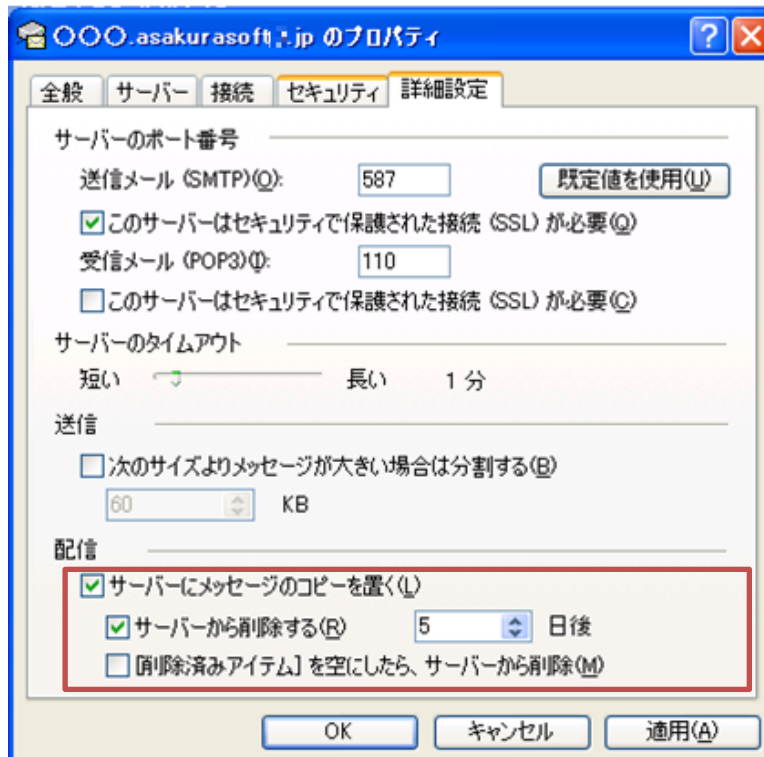 〇〇〇.asakurasoft.jp のプロパティ
全般 サーバー 接続 セキュリティ 詳細設定
サーバーのポート番号
送信メール (SMTP)(O): 587 既定値を使用(U)
このサーバーはセキュリティで保護された接続 (SSL) が必要(Q)
受信メール (POP3)(I): 110
このサーバーはセキュリティで保護された接続 (SSL) が必要(C)
サーバーのタイムアウト
短い 長い 1 分
送信
次のサイズよりメッセージが大きい場合は分割する(B)
60 KB
配信
サーバーにメッセージのコピーを置く(L)
サーバーから削除する(R) 5 日後
[削除済みアイテム] を空にしたら、サーバーから削除(M)
OK キャンセル 適用(A)